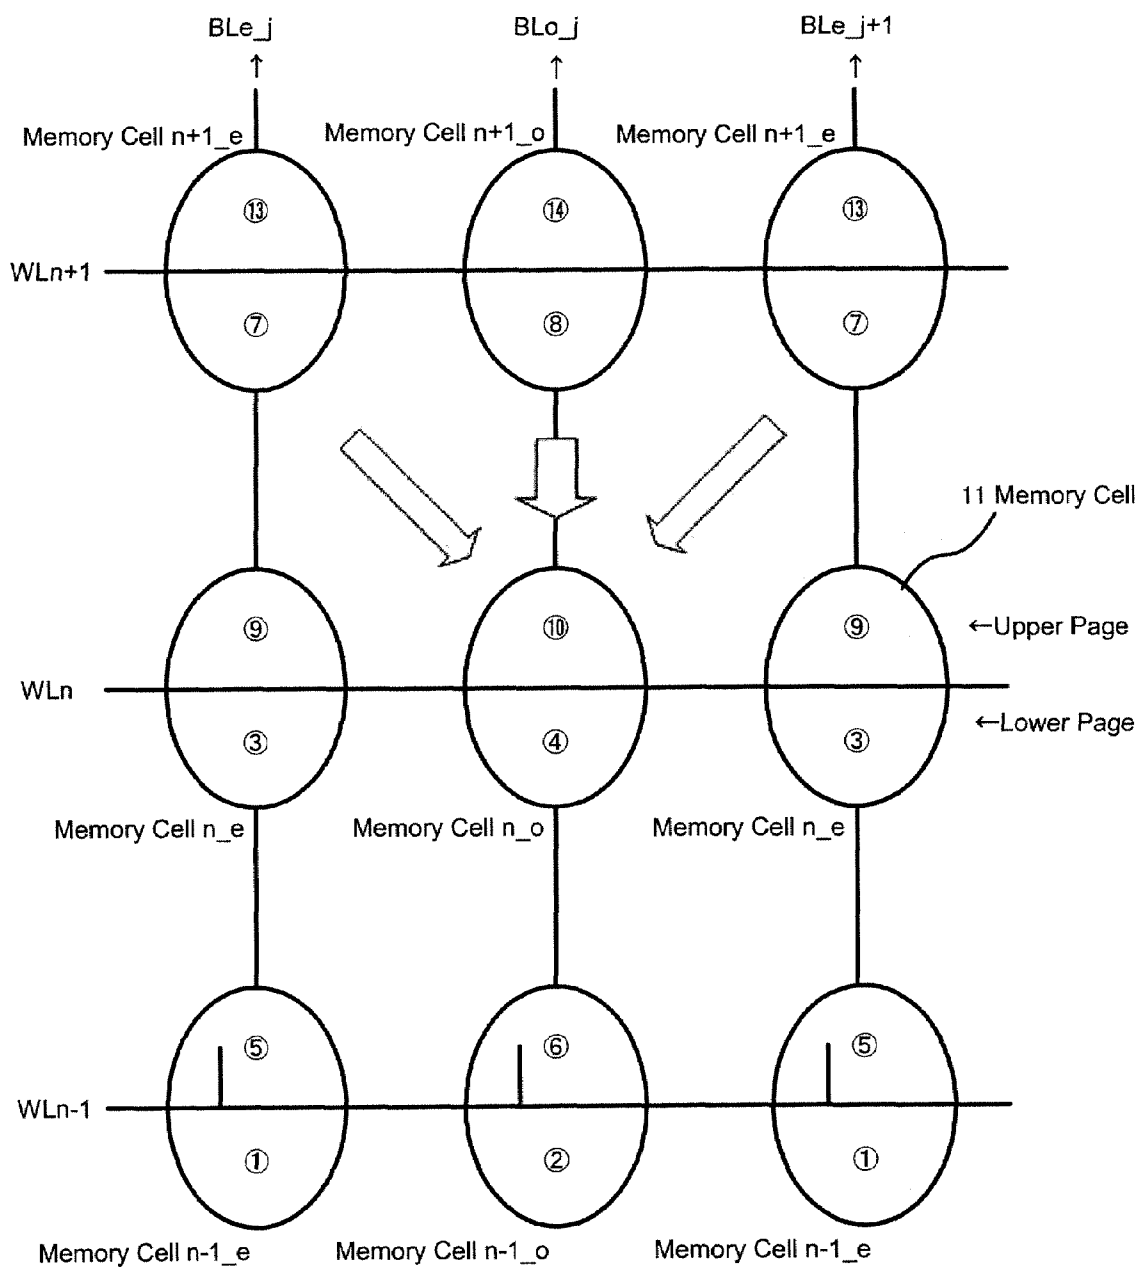 BLe_j BLo_j BLe_j+1
↑ ↑ ↑
Memory Cell n+1_e Memory Cell n+1_o Memory Cell n+1_e
⑬ ⑭ ⑬
WLn+1
⑦ ⑧ ⑦
11 Memory Cell
⑨ ⑩ ⑨ ←Upper Page
WLn
③ ④ ③ ←Lower Page
Memory Cell n_e Memory Cell n_o Memory Cell n_e
⑤ ⑥ ⑤
WLn-1
① ② ①
Memory Cell n-1_e Memory Cell n-1_o Memory Cell n-1_e